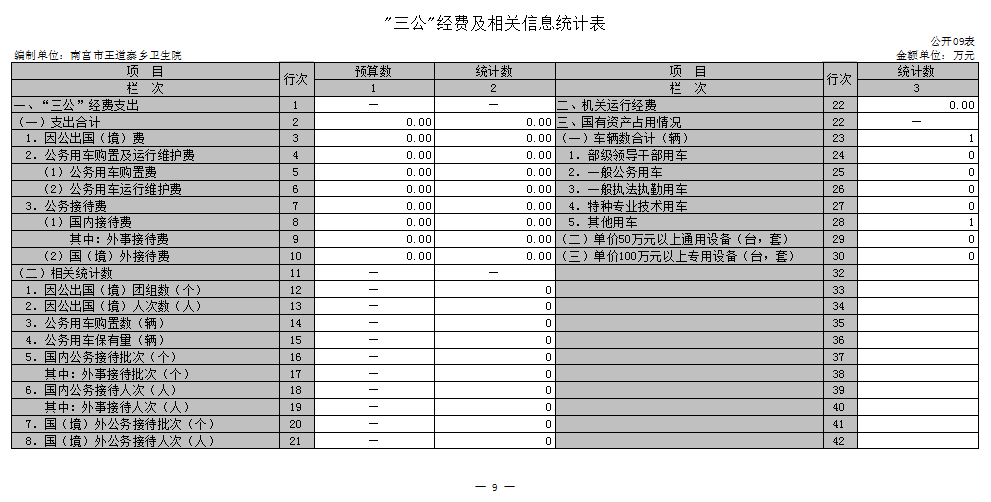 "三公"经费及相关信息统计表
公开09表
编制单位：南宫市王道寨乡卫生院 金额单位：万元
项 目 行次 预算数 统计数 项 目 行次 统计数
栏 次 1 2 栏 次 3
一、“三公”经费支出 1 — — 二、机关运行经费 22 0.00
（一）支出合计 2 0.00 0.00 三、国有资产占用情况 22 —
1．因公出国（境）费 3 0.00 0.00 （一）车辆数合计（辆） 23 1
2．公务用车购置及运行维护费 4 0.00 0.00 1．部级领导干部用车 24 0
（1）公务用车购置费 5 0.00 0.00 2．一般公务用车 25 0
（2）公务用车运行维护费 6 0.00 0.00 3．一般执法执勤用车 26 0
3．公务接待费 7 0.00 0.00 4．特种专业技术用车 27 0
（1）国内接待费 8 0.00 0.00 5．其他用车 28 1
其中：外事接待费 9 0.00 0.00 （二）单价50万元以上通用设备（台，套） 29 0
（2）国（境）外接待费 10 0.00 0.00 （三）单价100万元以上专用设备（台，套） 30 0
（二）相关统计数 11 — — 32
1．因公出国（境）团组数（个） 12 — 0 33
2．因公出国（境）人次数（人） 13 — 0 34
3．公务用车购置数（辆） 14 — 0 35
4．公务用车保有量（辆） 15 — 0 36
5．国内公务接待批次（个） 16 — 0 37
其中：外事接待批次（个） 17 — 0 38
6．国内公务接待人次（人） 18 — 0 39
其中：外事接待人次（人） 19 — 0 40
7．国（境）外公务接待批次（个） 20 — 0 41
8．国（境）外公务接待人次（人） 21 — 0 42
— 9 —